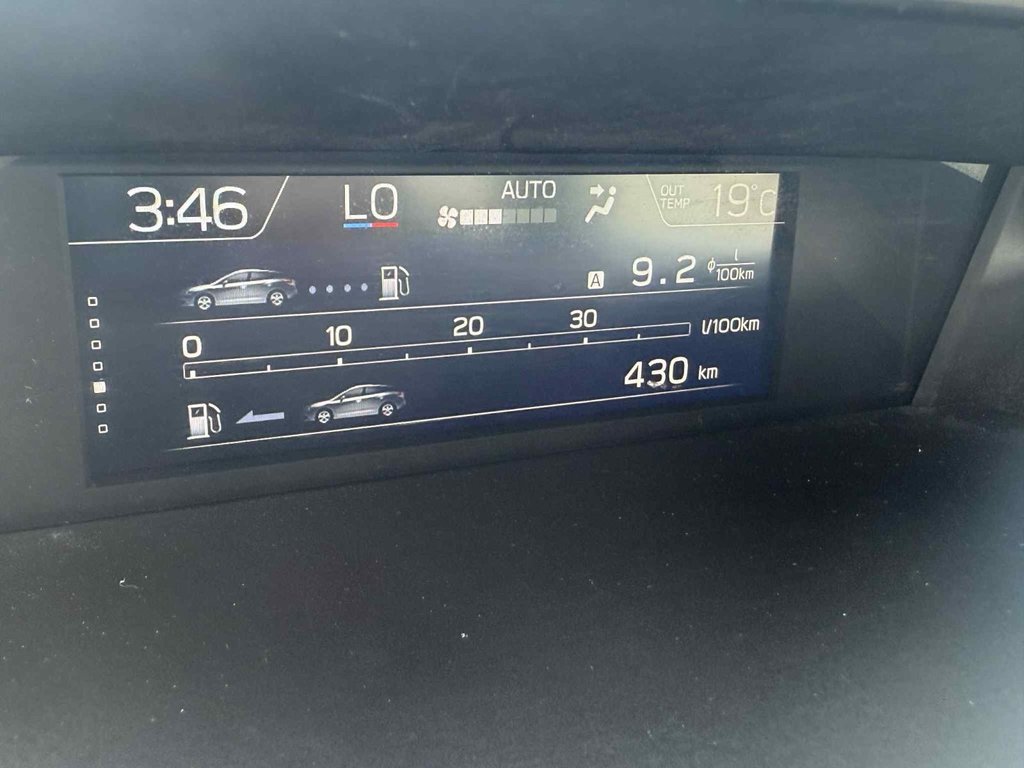 3:46 LO AUTO OUT TEMP 19°C
A 9.2 ø l/100km
0 10 20 30 l/100km
430 km